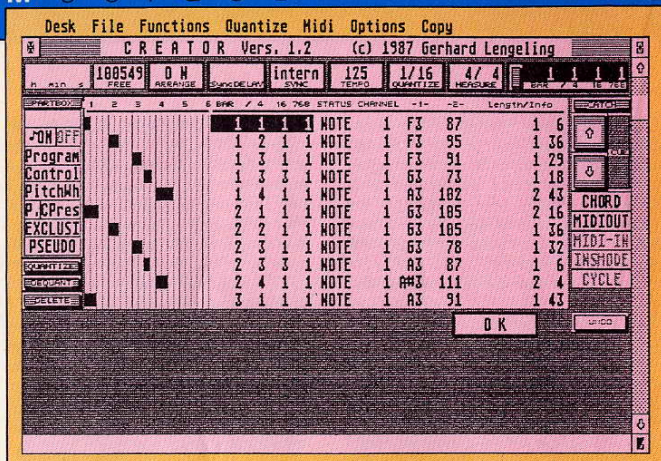 Desk File Functions Quantize Midi Options Copy
CREATOR Vers. 1.2 (c) 1987 Gerhard Lengeling
H MIN S 180549 FREE ON ARRANGE SYNCDELAY intern SYNC 125 TEMPO 1/16 QUANTIZE 4/ 4 MEASURE 1 1 1 1 BAR / 4 16 768
PARTBOX 1 2 3 4 5 6 BAR / 4 16 768 STATUS CHANNEL -1- -2- Length/Info CATCH
1 1 1 1 NOTE 1 F3 87 1 6
ON OFF 1 2 1 1 NOTE 1 F3 95 1 36
Program 1 3 1 1 NOTE 1 F3 91 1 29
Control 1 3 3 1 NOTE 1 G3 73 1 18
PitchWh 1 4 1 1 NOTE 1 A3 102 2 43 CHORD
P,CPres 2 1 1 1 NOTE 1 G3 105 2 16 MIDIOUT
EXCLUSI 2 2 1 1 NOTE 1 G3 105 1 36 MIDI-IN
PSEUDO 2 3 1 1 NOTE 1 G3 78 1 32 INSMODE
QUANTIZE 2 3 3 1 NOTE 1 A3 87 1 6 CYCLE
DEQUANT 2 4 1 1 NOTE 1 A#3 111 2 4
DELETE 3 1 1 1 NOTE 1 A3 91 1 43
OK UNDO